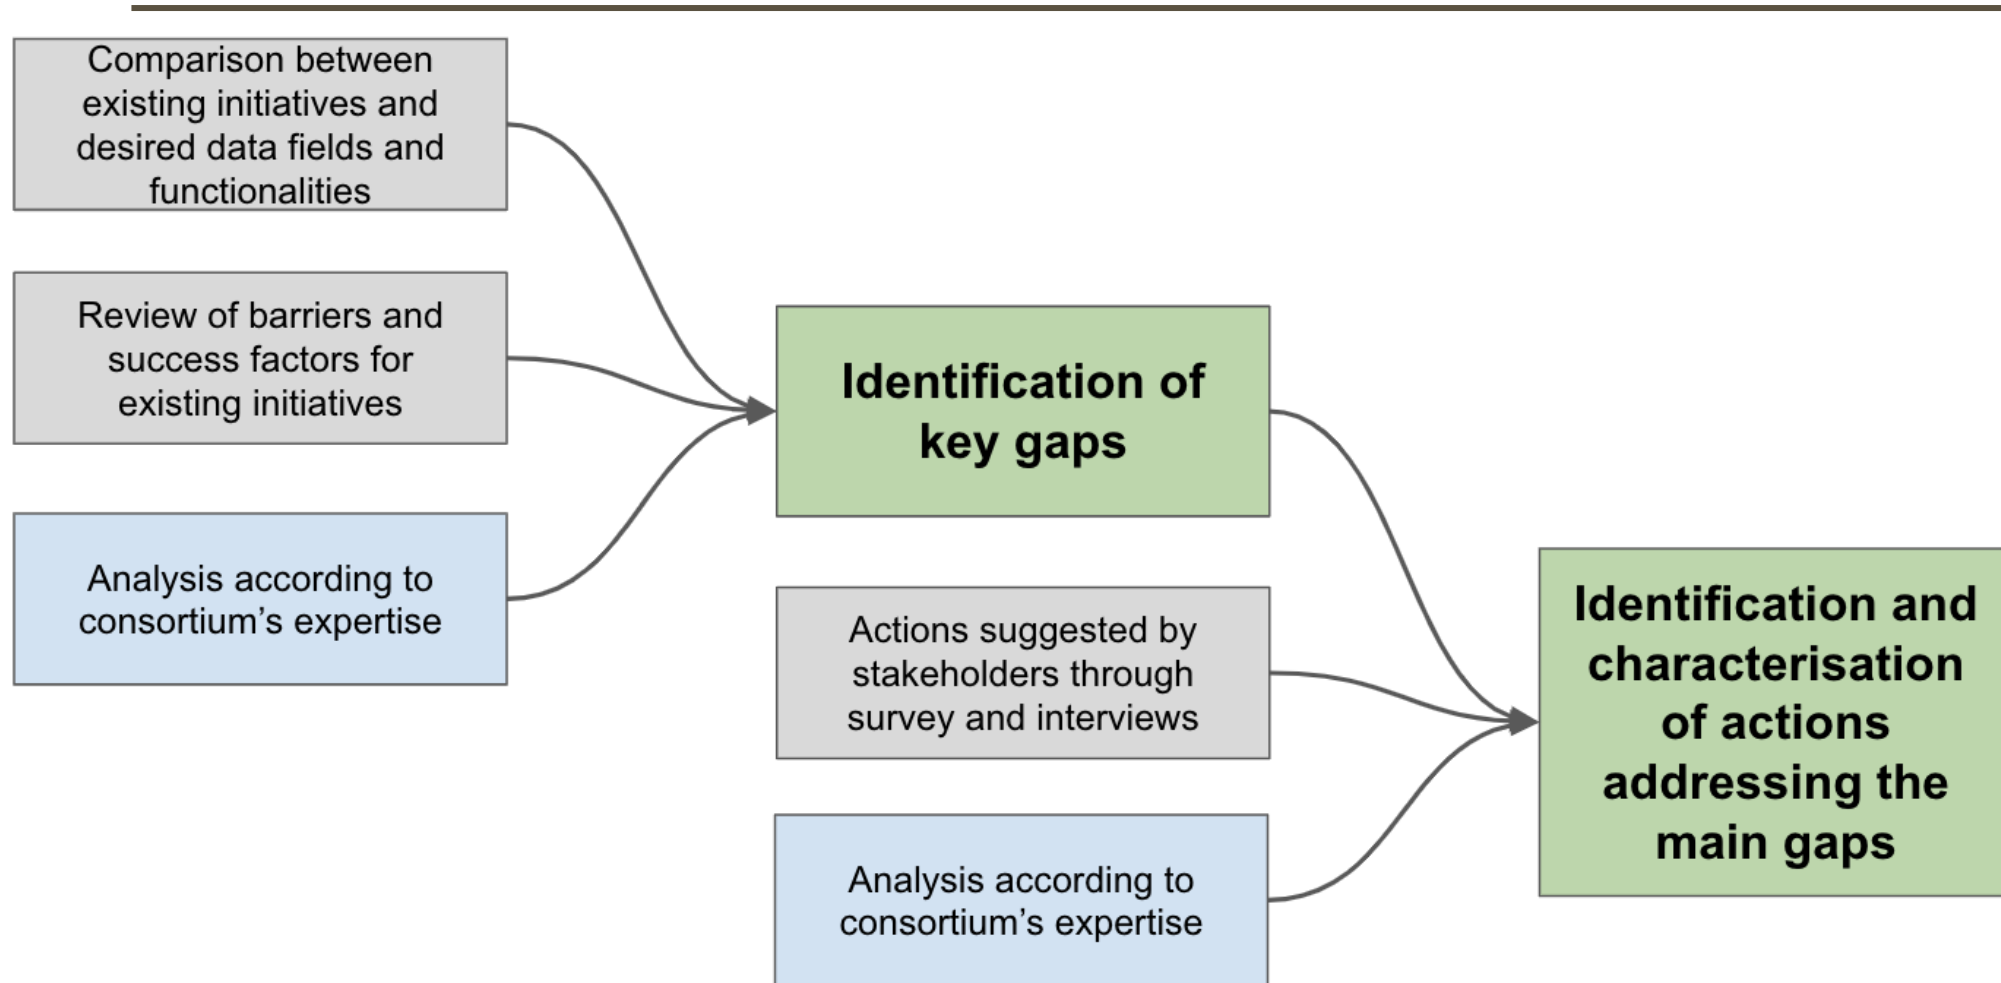 Comparison between
existing initiatives and
desired data fields and
functionalities
Review of barriers and
success factors for
existing initiatives
Analysis according to
consortium’s expertise
Identification of
key gaps
Actions suggested by
stakeholders through
survey and interviews
Analysis according to
consortium’s expertise
Identification and
characterisation
of actions
addressing the
main gaps